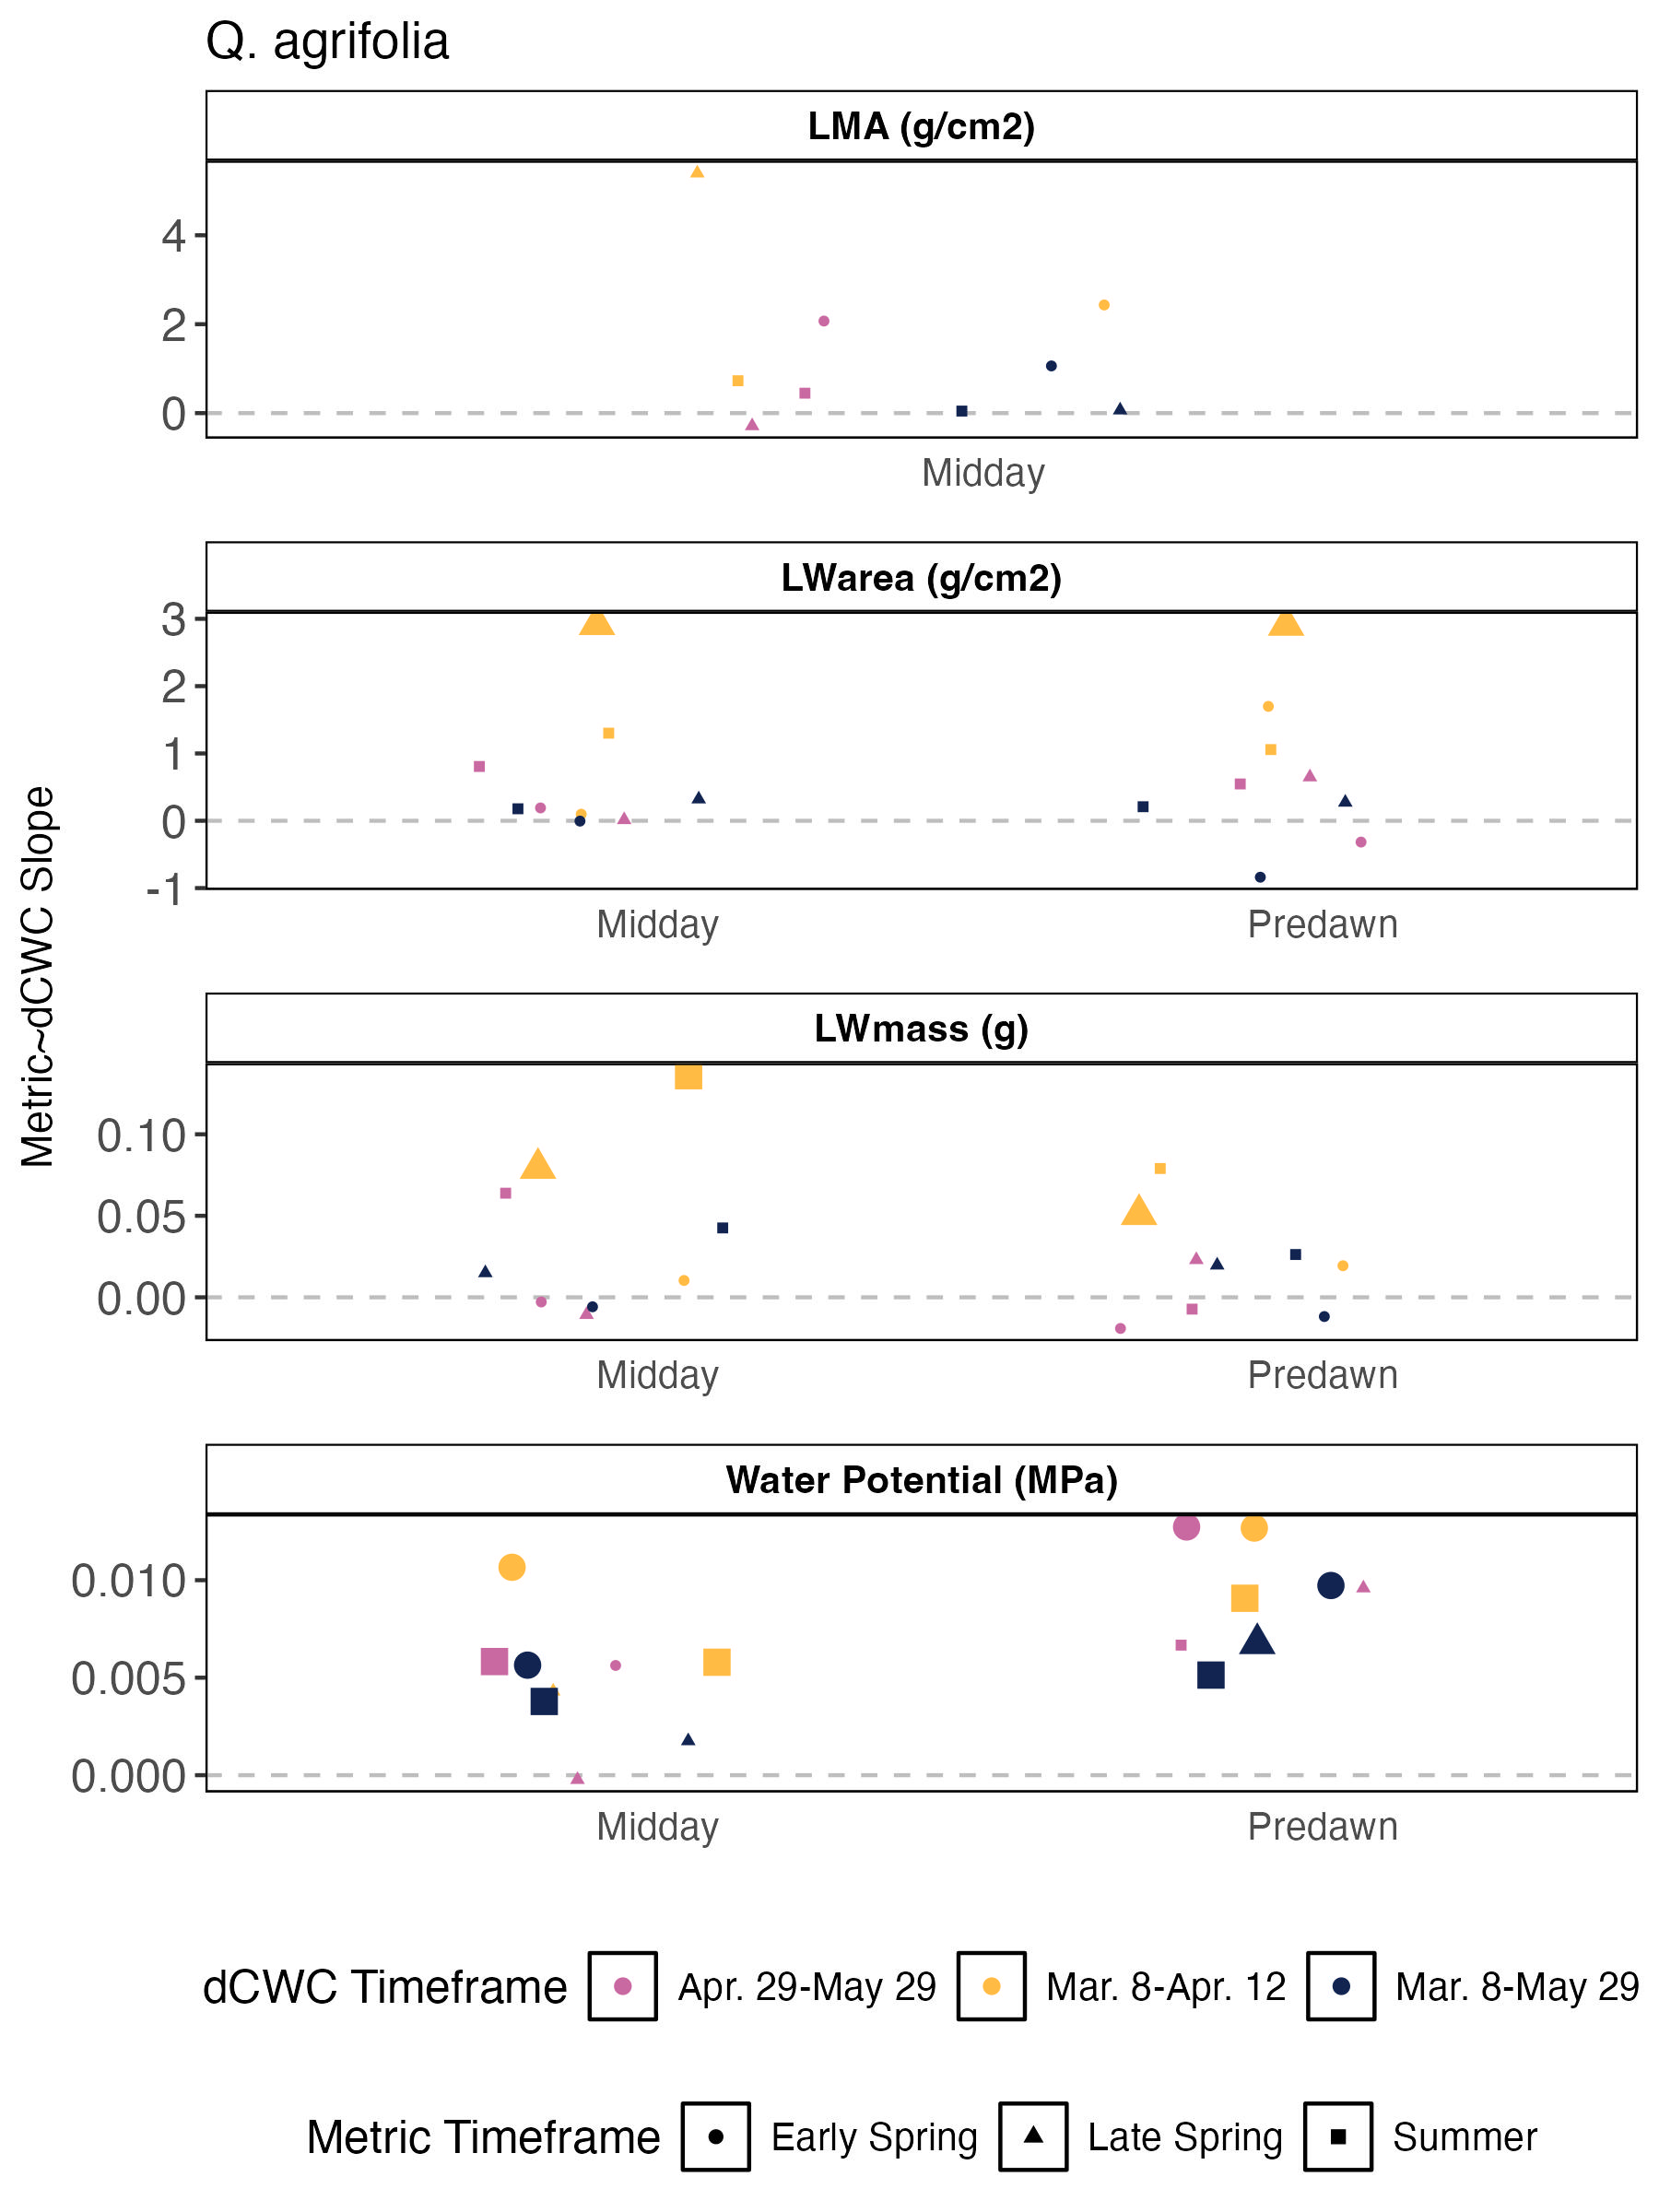 Q. agrifolia
LMA (g/cm2)
4
2
0
Midday
LWarea (g/cm2)
3
2
1
0
-1
Midday Predawn
Metric~dCWC Slope
LWmass (g)
0.10
0.05
0.00
Midday Predawn
Water Potential (MPa)
0.010
0.005
0.000
Midday Predawn
dCWC Timeframe Apr. 29-May 29 Mar. 8-Apr. 12 Mar. 8-May 29
Metric Timeframe Early Spring Late Spring Summer